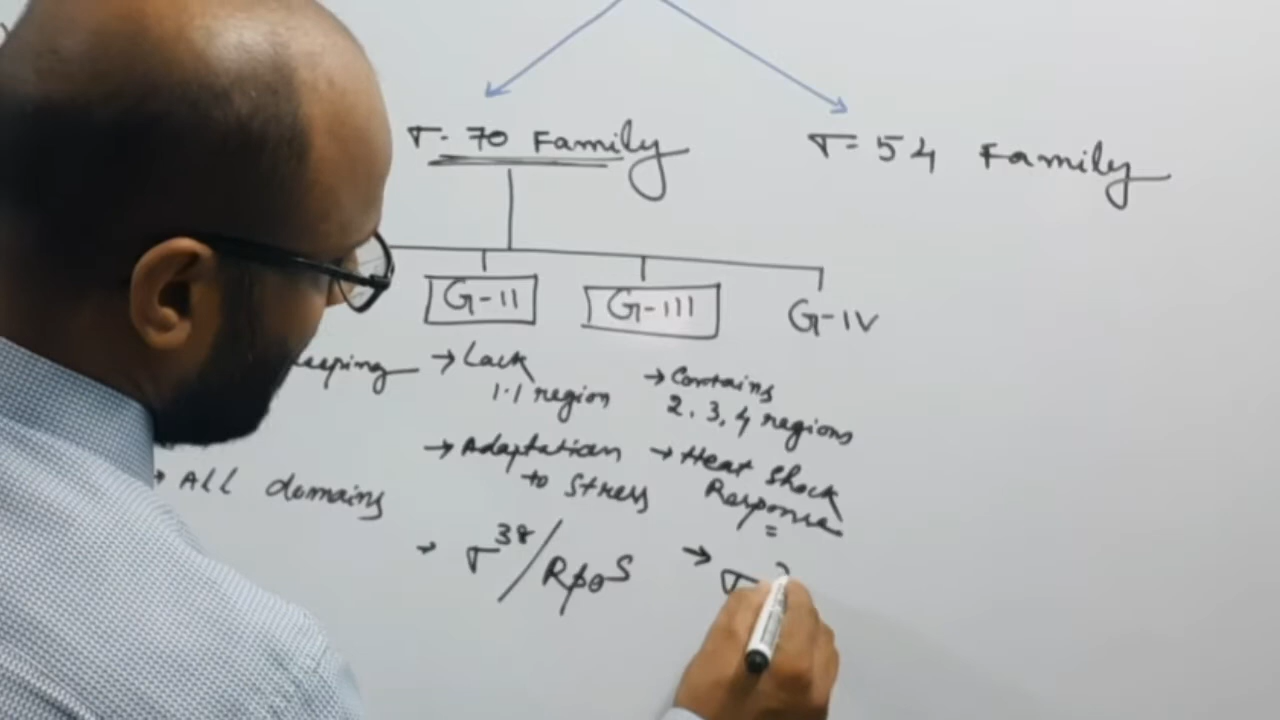 σ- 70 Family
σ- 54 Family
G-II
G-III
G-IV
→ Lack
1.1 region
→ Adaptation
to stress
→ σ³⁸/RpoS
→ Contains
2, 3, 4 regions
→ Heat shock
Response
→ σ
All domains